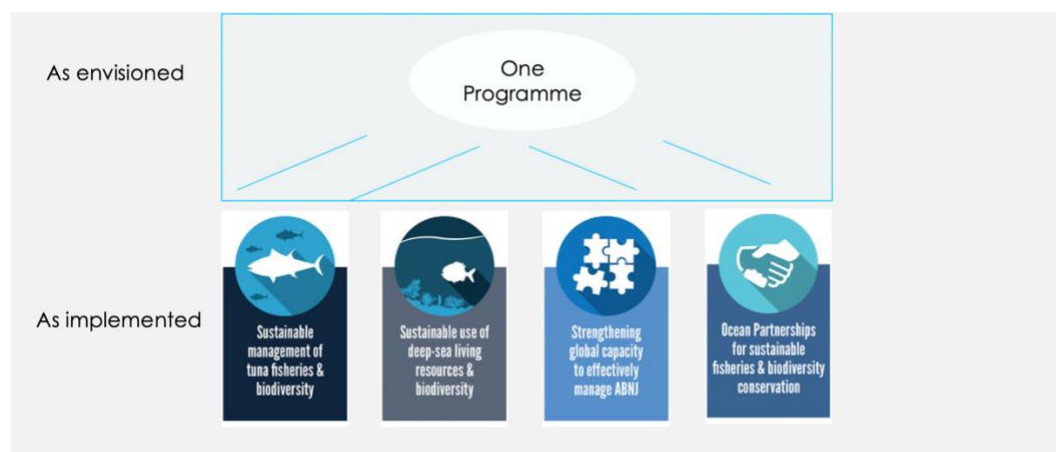 As envisioned
One
Programme
As implemented
Sustainable
management of
tuna fisheries &
biodiversity
Sustainable use of
deep-sea living
resources &
biodiversity
Strengthening
global capacity
to effectively
manage ABNJ
Ocean Partnerships
for sustainable
fisheries & biodiversity
conservation